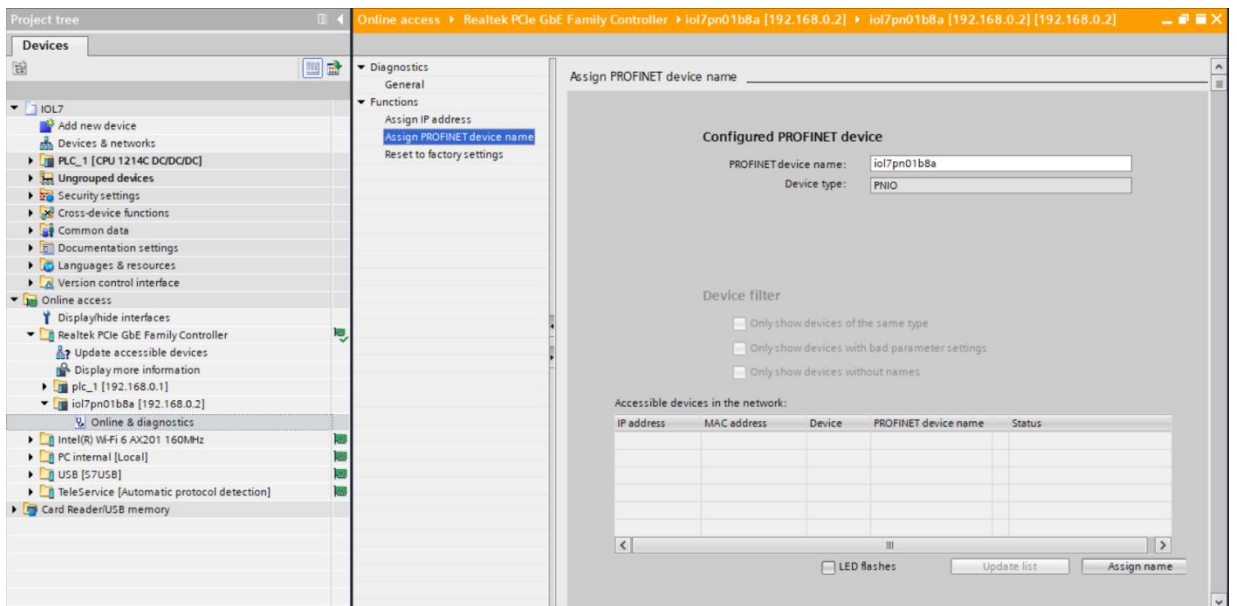 Project tree
Devices
IOL7
Add new device
Devices & networks
PLC_1 [CPU 1214C DC/DC/DC]
Ungrouped devices
Security settings
Cross-device functions
Common data
Documentation settings
Languages & resources
Version control interface
Online access
Display/hide interfaces
Realtek PCIe GbE Family Controller
Update accessible devices
Display more information
plc_1 [192.168.0.1]
iol7pn01b8a [192.168.0.2]
Online & diagnostics
Intel(R) Wi-Fi 6 AX201 160MHz
PC internal [Local]
USB [S7USB]
TeleService [Automatic protocol detection]
Card Reader/USB memory
Online access Realtek PCIe GbE Family Controller iol7pn01b8a [192.168.0.2] iol7pn01b8a [192.168.0.2] [192.168.0.2]
Diagnostics
General
Functions
Assign IP address
Assign PROFINET device name
Reset to factory settings
Assign PROFINET device name
Configured PROFINET device
PROFINET device name: iol7pn01b8a
Device type: PNIO
Device filter
Only show devices of the same type
Only show devices with bad parameter settings
Only show devices without names
Accessible devices in the network:
IP address MAC address Device PROFINET device name Status
LED flashes Update list Assign name